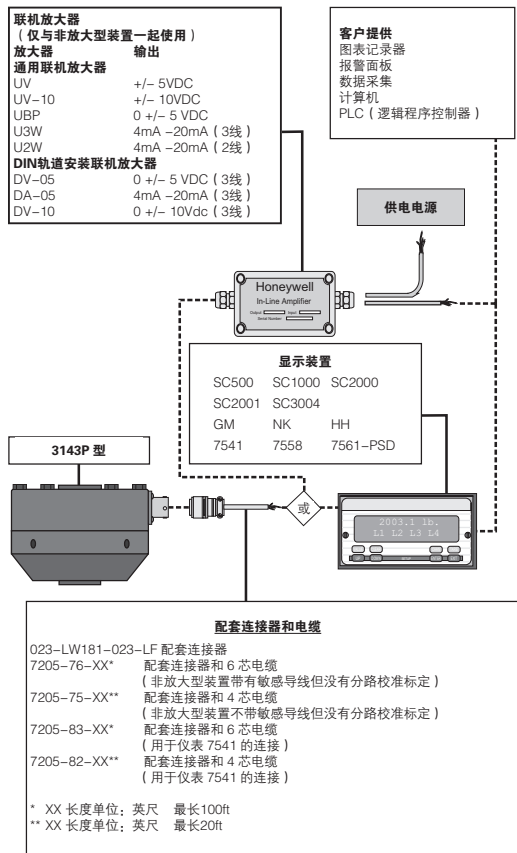 联机放大器
（仅与非放大型装置一起使用）
放大器 输出
通用联机放大器
UV +/– 5VDC
UV–10 +/– 10VDC
UBP 0 +/– 5 VDC
U3W 4mA –20mA（3线）
U2W 4mA –20mA（2线）
DIN轨道安装联机放大器
DV–05 0 +/– 5 VDC（3线）
DA–05 4mA –20mA（3线）
DV–10 0 +/– 10Vdc（3线）
客户提供
图表记录器
报警面板
数据采集
计算机
PLC（逻辑程序控制器）
供电电源
Honeywell
In-Line Amplifier
Output Input
Serial Number
显示装置
SC500 SC1000 SC2000
SC2001 SC3004
GM NK HH
7541 7558 7561–PSD
3143P 型
或
2003.1 lb.
L1 L2 L3 L4
配套连接器和电缆
023–LW181–023–LF 配套连接器
7205–76–XX* 配套连接器和 6 芯电缆
（非放大型装置带有敏感导线但没有分路校准标定）
7205–75–XX** 配套连接器和 4 芯电缆
（非放大型装置不带敏感导线但没有分路校准标定）
7205–83–XX* 配套连接器和 6 芯电缆
（用于仪表 7541 的连接）
7205–82–XX** 配套连接器和 4 芯电缆
（用于仪表 7541 的连接）
* XX 长度单位：英尺 最长100ft
** XX 长度单位：英尺 最长20ft